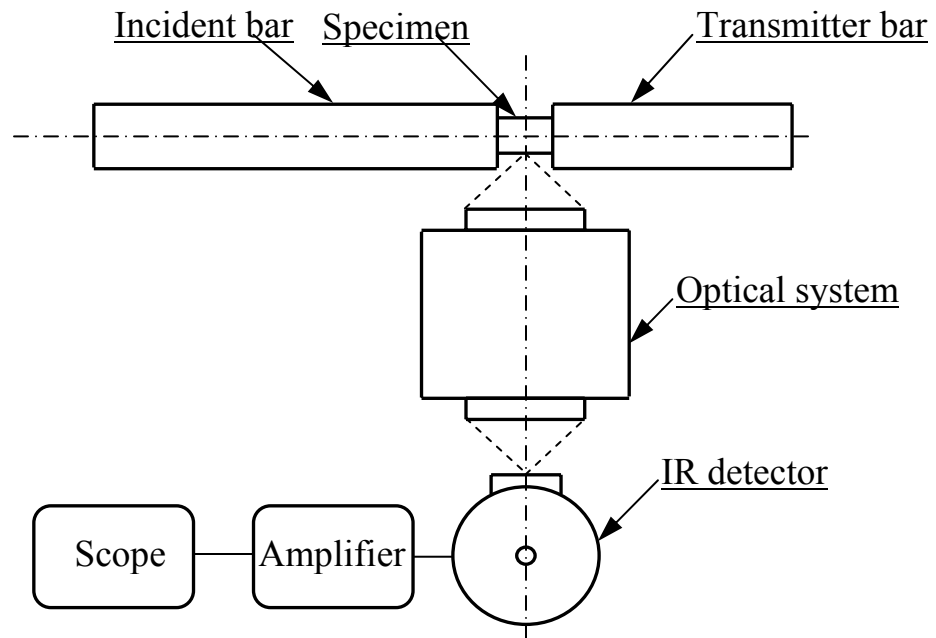 Incident bar
Specimen
Transmitter bar
Optical system
IR detector
Scope
Amplifier